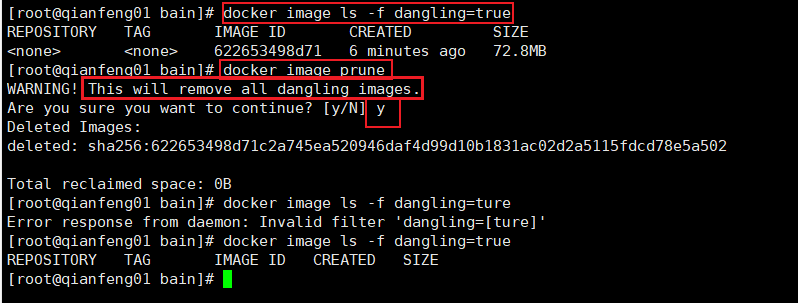 [root@qianfeng01 bain]# docker image ls -f dangling=true
REPOSITORY   TAG       IMAGE ID       CREATED         SIZE
<none>       <none>    622653498d71   6 minutes ago   72.8MB
[root@qianfeng01 bain]# docker image prune
WARNING! This will remove all dangling images.
Are you sure you want to continue? [y/N] y
Deleted Images:
deleted: sha256:622653498d71c2a745ea520946daf4d99d10b1831ac02d2a5115fdcd78e5a502
Total reclaimed space: 0B
[root@qianfeng01 bain]# docker image ls -f dangling=ture
Error response from daemon: Invalid filter 'dangling=[ture]'
[root@qianfeng01 bain]# docker image ls -f dangling=true
REPOSITORY   TAG       IMAGE ID   CREATED   SIZE
[root@qianfeng01 bain]#